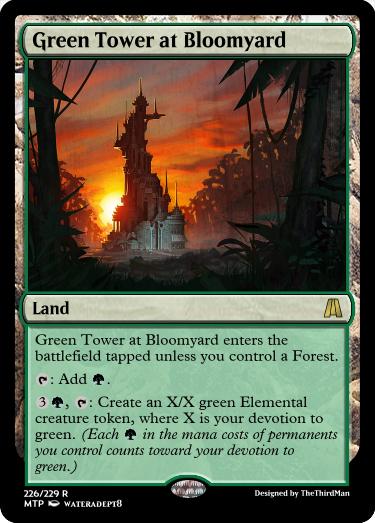 Green Tower at Bloomyard
Land
Green Tower at Bloomyard enters the
battlefield tapped unless you control a Forest.
: Add .
3 , : Create an X/X green Elemental
creature token, where X is your devotion to
green. (Each in the mana costs of permanents
you control counts toward your devotion to
green.)
226/229 R
MTP WATERADEPT8
Designed by TheThirdMan